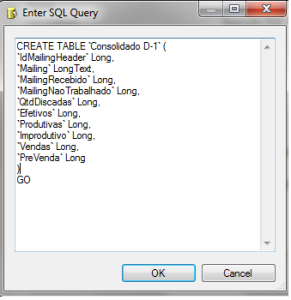 Enter SQL Query
CREATE TABLE `Consolidado D-1` (
`IdMailingHeader` Long,
`Mailing` LongText,
`MailingRecebido` Long,
`MailingNaoTrabalhado` Long,
`QtdDiscadas` Long,
`Efetivos` Long,
`Produtivas` Long,
`Improdutivo` Long,
`Vendas` Long,
`PreVenda` Long
)
GO
OK Cancel